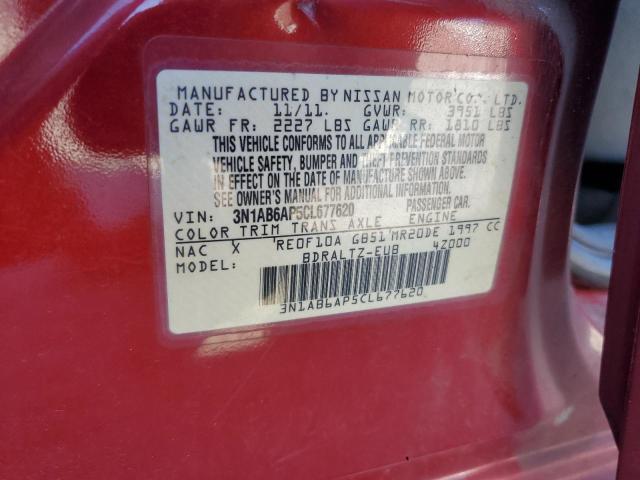 MANUFACTURED BY NISSAN MOTOR CO., LTD.
DATE: 11/11. GVWR: 3951 LBS
GAWR FR: 2227 LBS GAWR RR: 1810 LBS
THIS VEHICLE CONFORMS TO ALL APPLICABLE FEDERAL MOTOR
VEHICLE SAFETY, BUMPER AND THEFT PREVENTION STANDARDS
IN EFFECT ON THE DATE OF MANUFACTURE SHOWN ABOVE.
SEE OWNER'S MANUAL FOR ADDITIONAL INFORMATION.
VIN: 3N1AB6AP5CL677620 PASSENGER CAR.
COLOR TRIM TRANS AXLE ENGINE
NAC X RE0F10A GB51 MR20DE 1997 CC
MODEL: BDRALTZ-EUB 4Z000
3N1AB6AP5CL677620